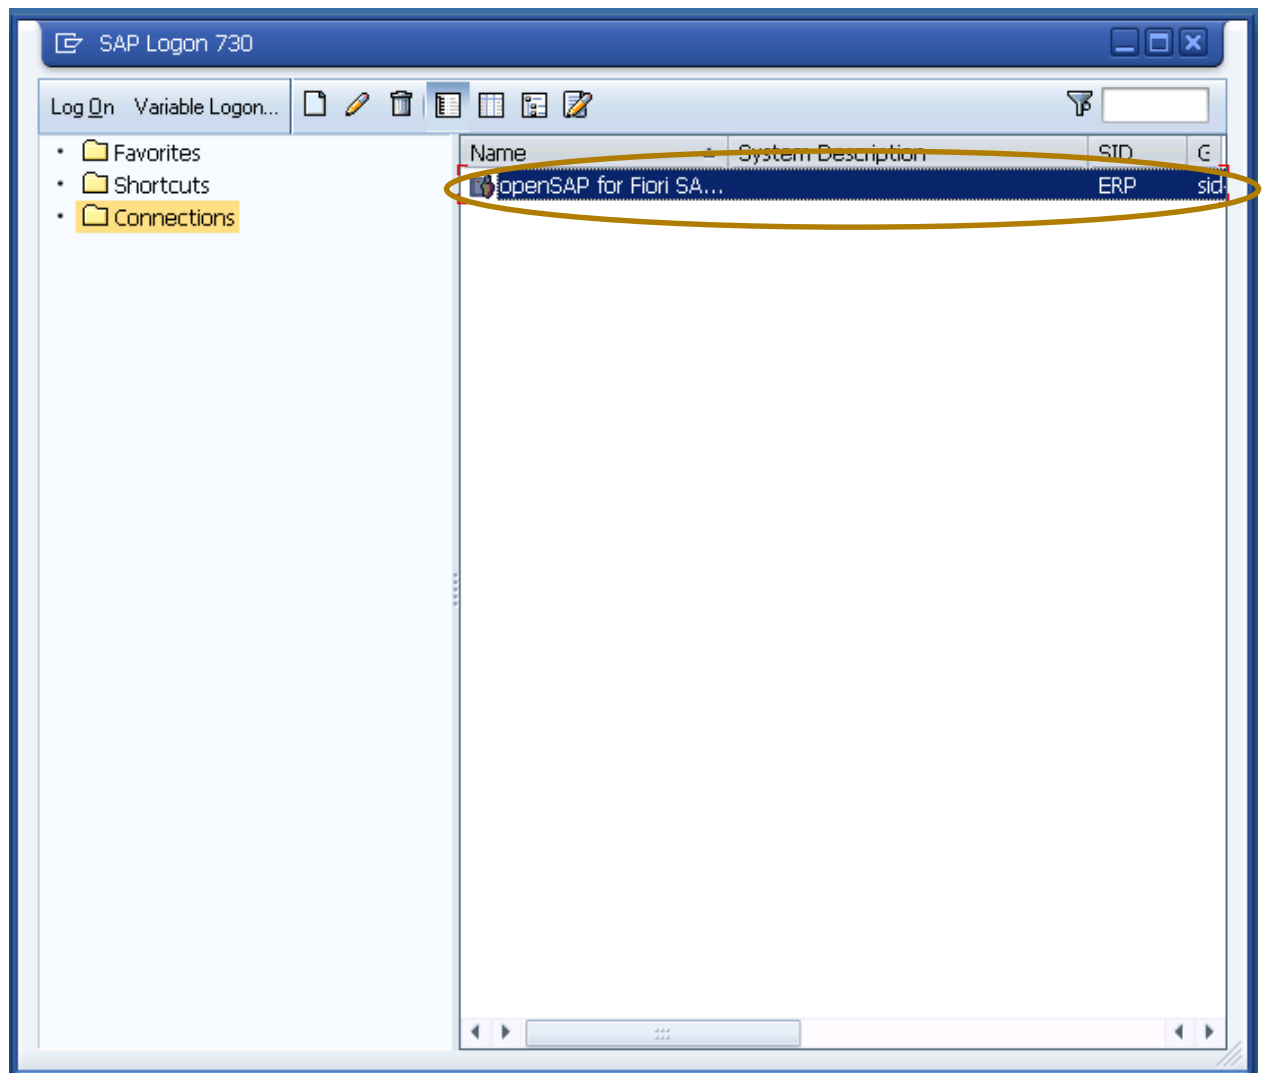 SAP Logon 730
Log On Variable Logon...
Favorites
Shortcuts
Connections
Name System Description SID G
openSAP for Fiori SA... ERP sid-